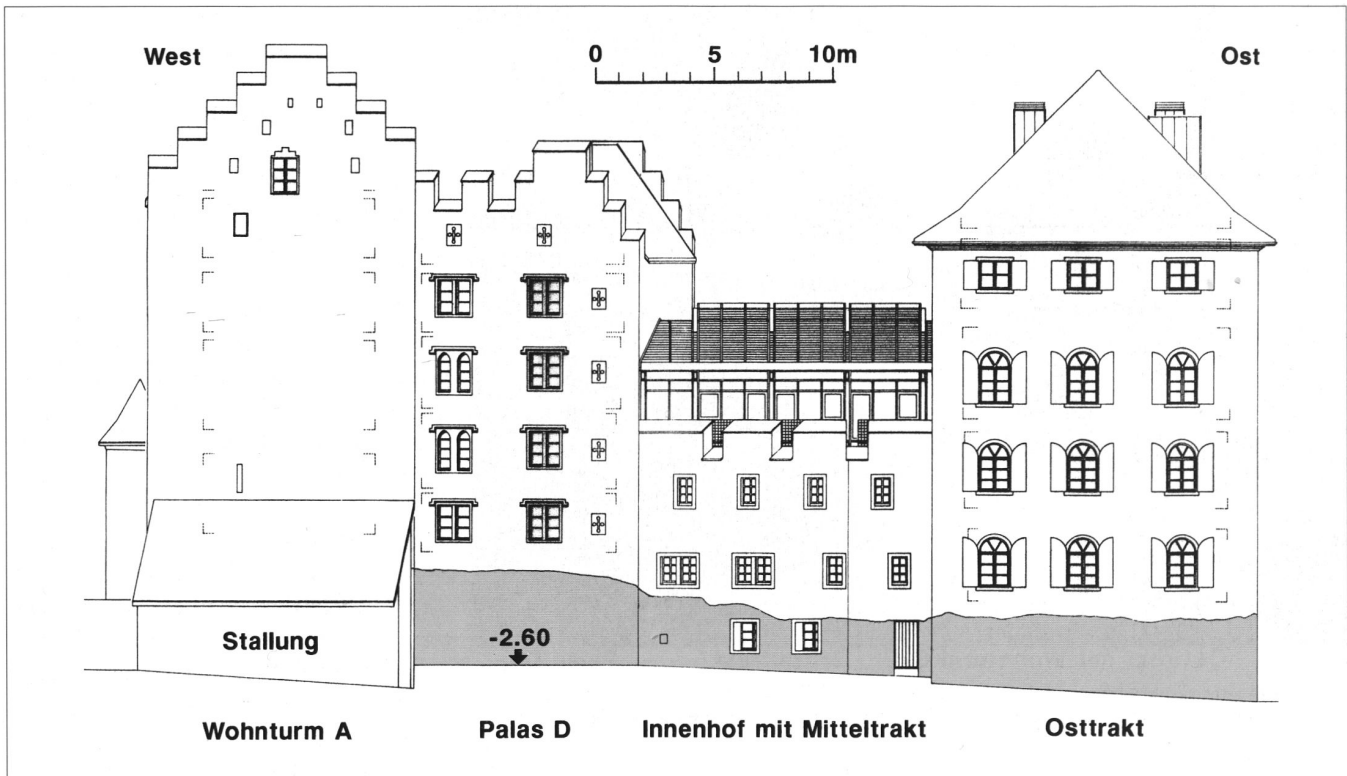 West 0 5 10m Ost
Stallung -2.60
Wohnturm A Palas D Innenhof mit Mitteltrakt Osttrakt